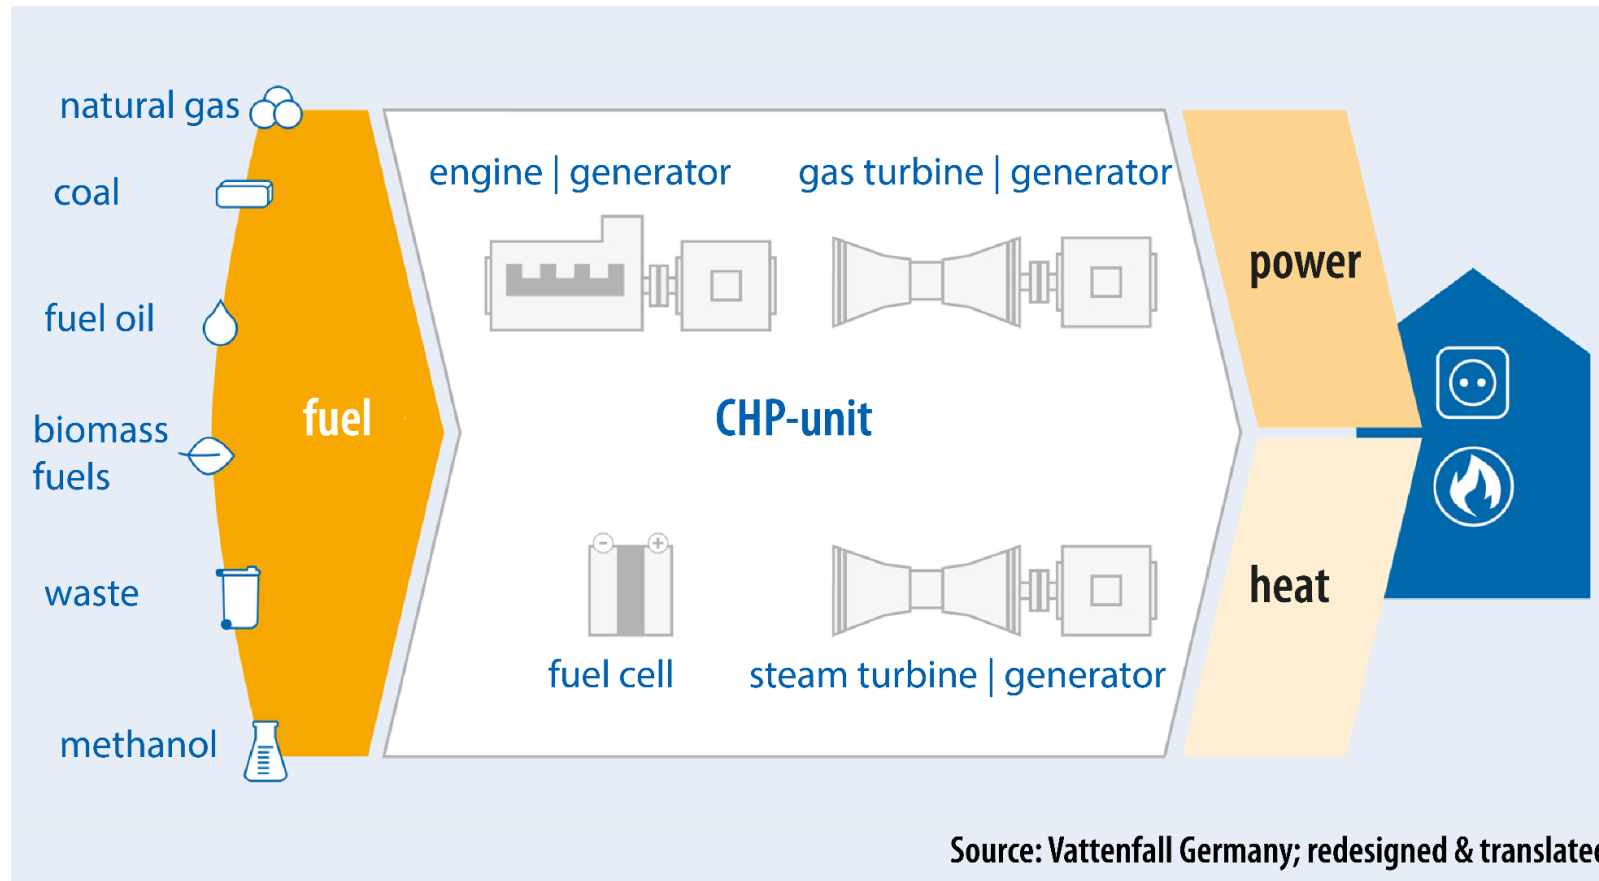 natural gas
coal
fuel oil
biomass
fuels
waste
methanol
fuel
engine | generator
gas turbine | generator
CHP-unit
- +
fuel cell
steam turbine | generator
power
heat
Source: Vattenfall Germany; redesigned & translated